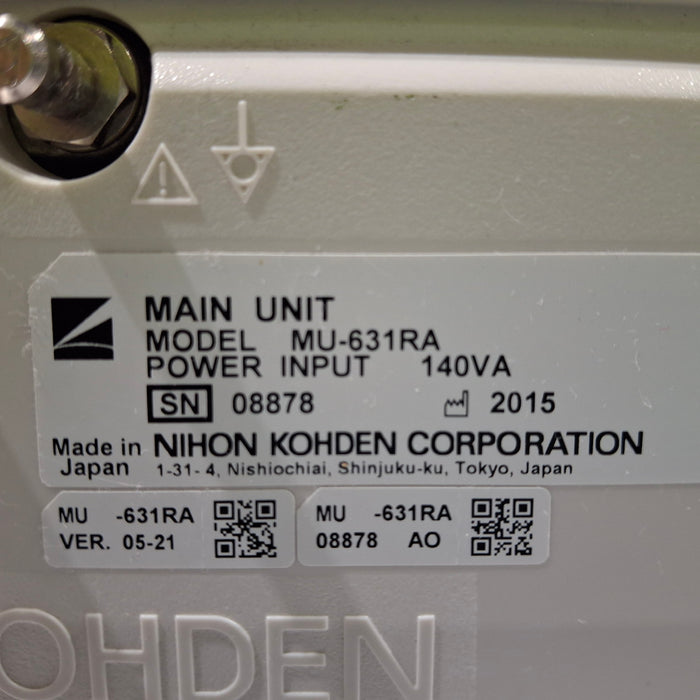 MAIN UNIT
MODEL MU-631RA
POWER INPUT 140VA
SN 08878 2015
Made in Japan NIHON KOHDEN CORPORATION
1-31-4, Nishiochiai, Shinjuku-ku, Tokyo, Japan
MU -631RA
VER. 05-21
MU -631RA
08878 AO
OHDEN